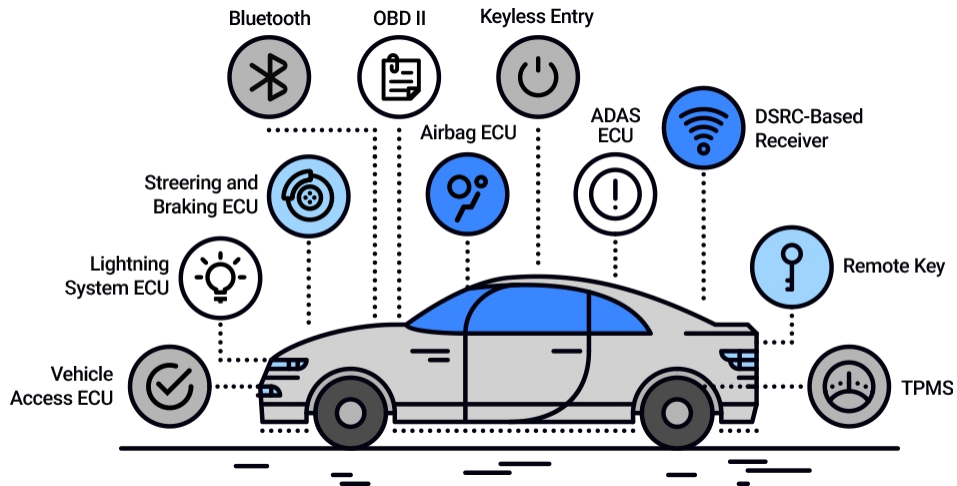 Bluetooth
OBD II
Keyless Entry
Airbag ECU
ADAS
ECU
DSRC-Based
Receiver
Streering and
Braking ECU
Lightning
System ECU
Remote Key
Vehicle
Access ECU
TPMS